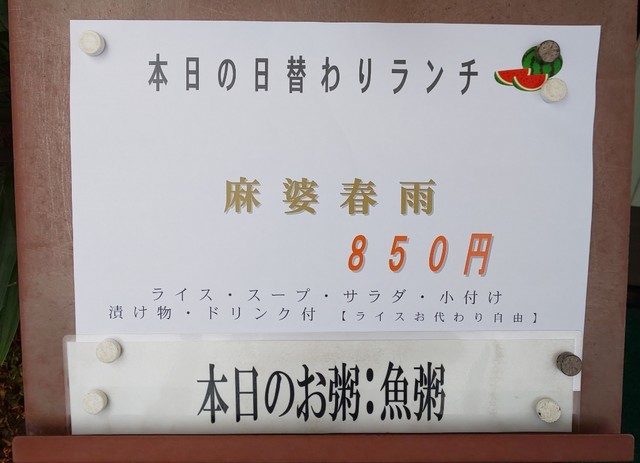 本日の日替わりランチ
麻婆春雨
850円
ライス・スープ・サラダ・小付け
漬け物・ドリンク付 【ライスお代わり自由】
本日のお粥:魚粥